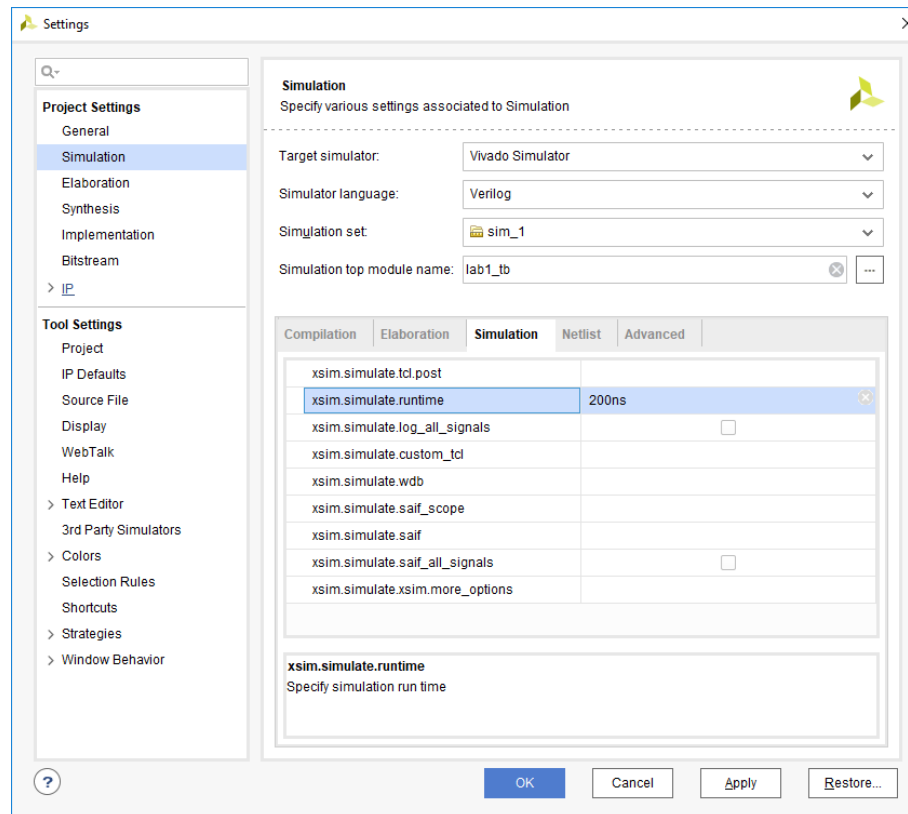 Settings
Project Settings
General
Simulation
Elaboration
Synthesis
Implementation
Bitstream
> IP
Tool Settings
Project
IP Defaults
Source File
Display
WebTalk
Help
> Text Editor
3rd Party Simulators
> Colors
Selection Rules
Shortcuts
> Strategies
> Window Behavior
Simulation
Specify various settings associated to Simulation
Target simulator: Vivado Simulator
Simulator language: Verilog
Simulation set: sim_1
Simulation top module name: lab1_tb ...
Compilation Elaboration Simulation Netlist Advanced
xsim.simulate.tcl.post
xsim.simulate.runtime 200ns
xsim.simulate.log_all_signals
xsim.simulate.custom_tcl
xsim.simulate.wdb
xsim.simulate.saif_scope
xsim.simulate.saif
xsim.simulate.saif_all_signals
xsim.simulate.xsim.more_options
xsim.simulate.runtime
Specify simulation run time
? OK Cancel Apply Restore...